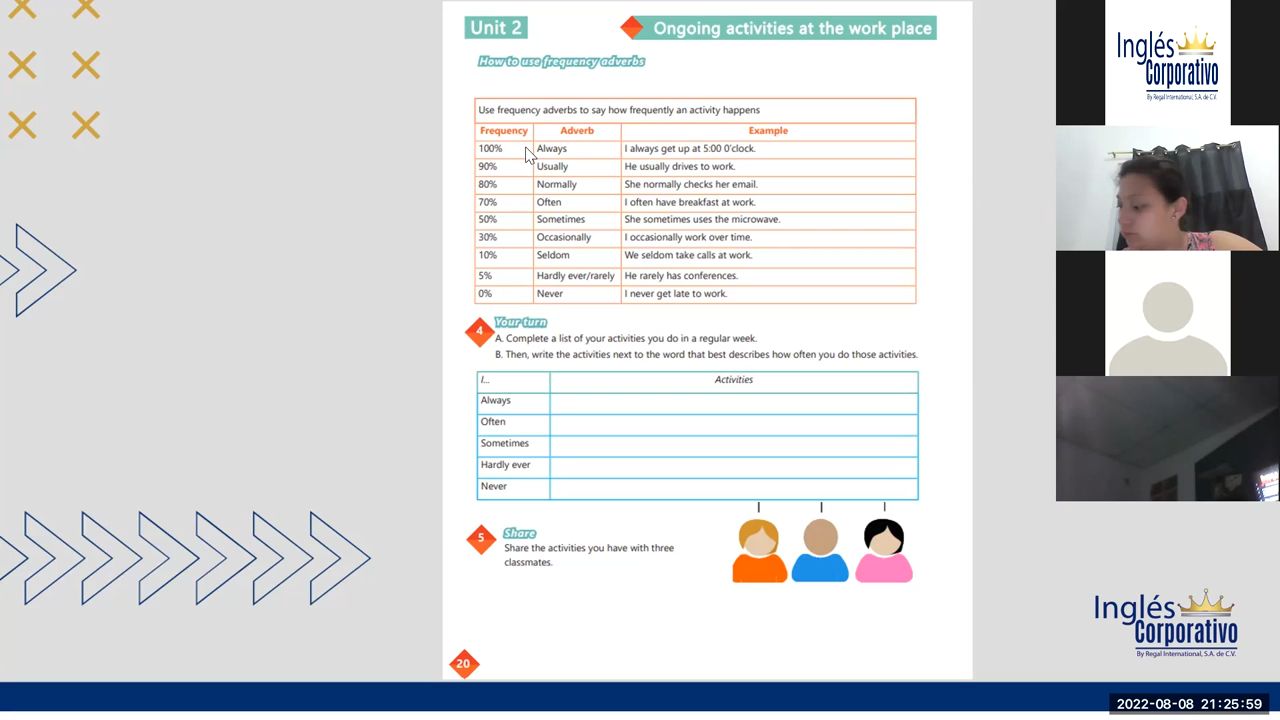 Unit 2
Ongoing activities at the work place
How to use frequency adverbs
Use frequency adverbs to say how frequently an activity happens
Frequency Adverb Example
100% Always I always get up at 5:00 0'clock.
90% Usually He usually drives to work.
80% Normally She normally checks her email.
70% Often I often have breakfast at work.
50% Sometimes She sometimes uses the microwave.
30% Occasionally I occasionally work over time.
10% Seldom We seldom take calls at work.
5% Hardly ever/rarely He rarely has conferences.
0% Never I never get late to work.
4 Your turn
A. Complete a list of your activities you do in a regular week.
B. Then, write the activities next to the word that best describes how often you do those activities.
I... Activities
Always
Often
Sometimes
Hardly ever
Never
5 Share
Share the activities you have with three
classmates.
20
Inglés
Corporativo
By Regal International, S.A. de C.V.
Inglés
Corporativo
By Regal International, S.A. de C.V.
2022-08-08 21:25:59